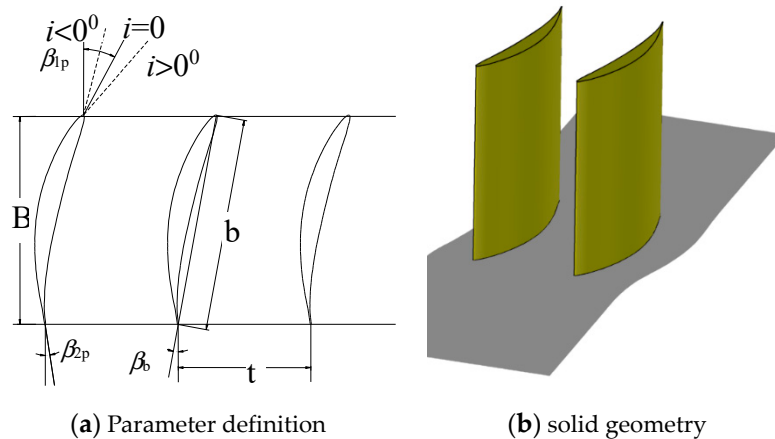 i<0⁰
i=0
β1p
i>0⁰
B
b
β2p
βb
t
(a) Parameter definition
(b) solid geometry